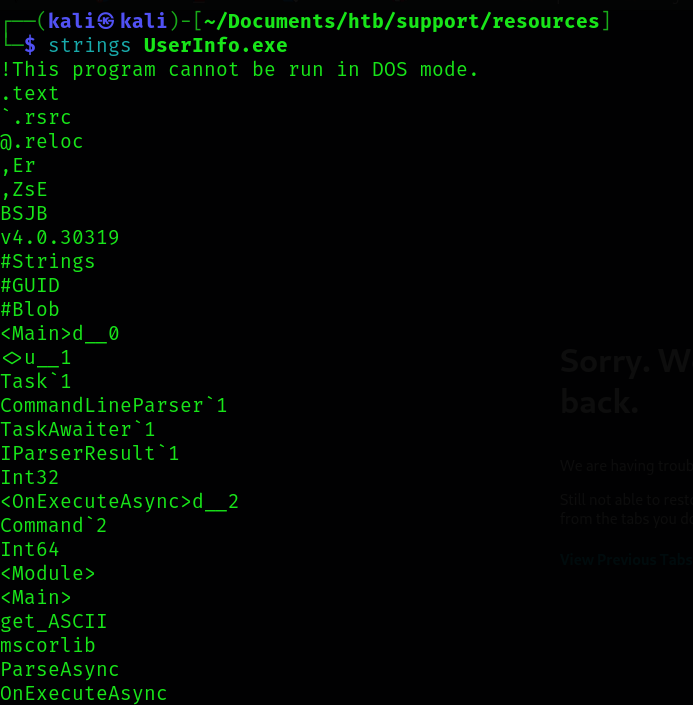 ┌──(kali㉿kali)-[~/Documents/htb/support/resources]
└─$ strings UserInfo.exe
!This program cannot be run in DOS mode.
.text
`.rsrc
@.reloc
,Er
,ZsE
BSJB
v4.0.30319
#Strings
#GUID
#Blob
<Main>d__0
<>u__1
Task`1
CommandLineParser`1
TaskAwaiter`1
IParserResult`1
Int32
<OnExecuteAsync>d__2
Command`2
Int64
<Module>
<Main>
get_ASCII
mscorlib
ParseAsync
OnExecuteAsync
Sorry. W
back.
We are having troub
Still not able to rest
from the tabs you d
View Previous Tab